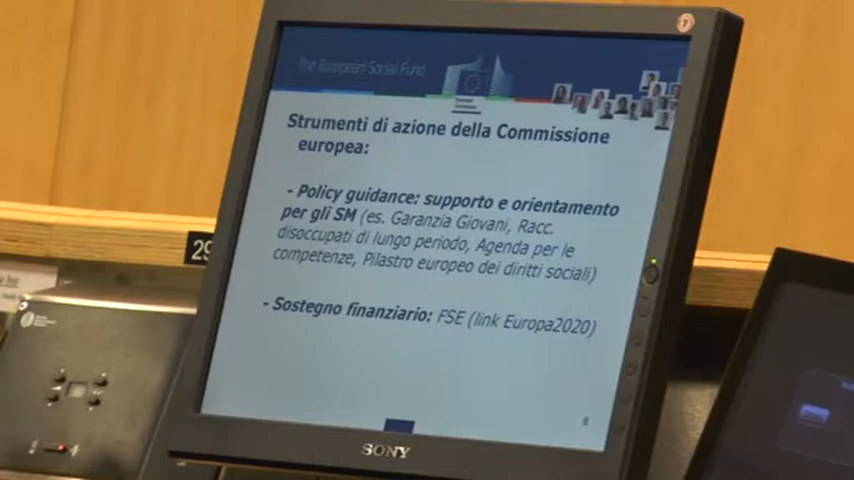 The European Social Fund
Strumenti di azione della Commissione
europea:
- Policy guidance: supporto e orientamento
per gli SM (es. Garanzia Giovani, Racc.
disoccupati di lungo periodo, Agenda per le
competenze, Pilastro europeo dei diritti sociali)
- Sostegno finanziario: FSE (link Europa2020)
6
SONY
29